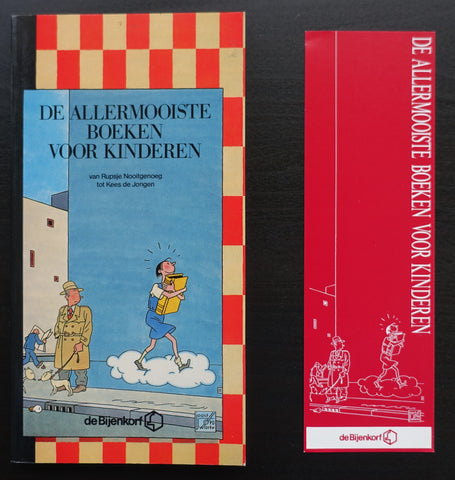 DE ALLERMOOISTE
BOEKEN
VOOR KINDEREN
van Rupsje Nooitgenoeg
tot Kees de Jongen
de Bijenkorf
DE ALLERMOOISTE BOEKEN VOOR KINDEREN
de Bijenkorf